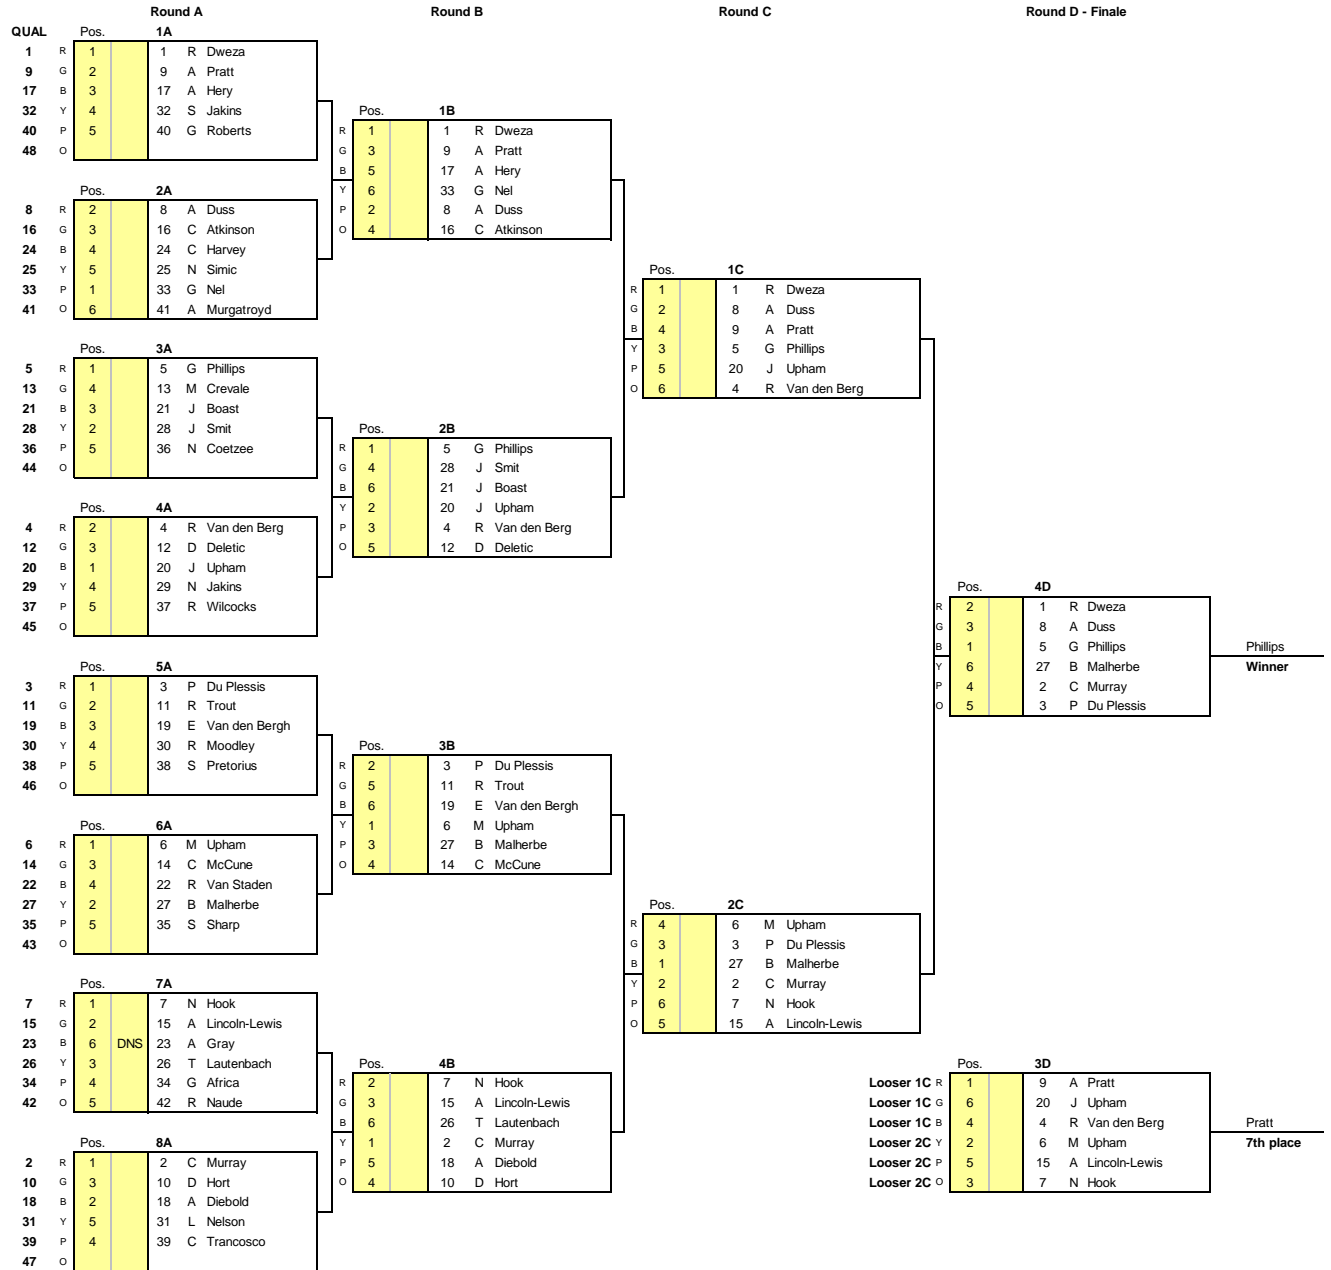 Round A Round B Round C Round D - Finale
QUAL Pos. 1A
1 R 1 1 R Dweza
9 G 2 9 A Pratt
17 B 3 17 A Hery
32 Y 4 32 S Jakins
40 P 5 40 G Roberts
48 O
Pos. 2A
8 R 2 8 A Duss
16 G 3 16 C Atkinson
24 B 4 24 C Harvey
25 Y 5 25 N Simic
33 P 1 33 G Nel
41 O 6 41 A Murgatroyd
Pos. 3A
5 R 1 5 G Phillips
13 G 4 13 M Crevale
21 B 3 21 J Boast
28 Y 2 28 J Smit
36 P 5 36 N Coetzee
44 O
Pos. 4A
4 R 2 4 R Van den Berg
12 G 3 12 D Deletic
20 B 1 20 J Upham
29 Y 4 29 N Jakins
37 P 5 37 R Wilcocks
45 O
Pos. 5A
3 R 1 3 P Du Plessis
11 G 2 11 R Trout
19 B 3 19 E Van den Bergh
30 Y 4 30 R Moodley
38 P 5 38 S Pretorius
46 O
Pos. 6A
6 R 1 6 M Upham
14 G 3 14 C McCune
22 B 4 22 R Van Staden
27 Y 2 27 B Malherbe
35 P 5 35 S Sharp
43 O
Pos. 7A
7 R 1 7 N Hook
15 G 2 15 A Lincoln-Lewis
23 B 6 DNS 23 A Gray
26 Y 3 26 T Lautenbach
34 P 4 34 G Africa
42 O 5 42 R Naude
Pos. 8A
2 R 1 2 C Murray
10 G 3 10 D Hort
18 B 2 18 A Diebold
31 Y 5 31 L Nelson
39 P 4 39 C Trancosco
47 O
Pos. 1B
R 1 1 R Dweza
G 3 9 A Pratt
B 5 17 A Hery
Y 6 33 G Nel
P 2 8 A Duss
O 4 16 C Atkinson
Pos. 2B
R 1 5 G Phillips
G 4 28 J Smit
B 6 21 J Boast
Y 2 20 J Upham
P 3 4 R Van den Berg
O 5 12 D Deletic
Pos. 3B
R 2 3 P Du Plessis
G 5 11 R Trout
B 6 19 E Van den Bergh
Y 1 6 M Upham
P 3 27 B Malherbe
O 4 14 C McCune
Pos. 4B
R 2 7 N Hook
G 3 15 A Lincoln-Lewis
B 6 26 T Lautenbach
Y 1 2 C Murray
P 5 18 A Diebold
O 4 10 D Hort
Pos. 1C
R 1 1 R Dweza
G 2 8 A Duss
B 4 9 A Pratt
Y 3 5 G Phillips
P 5 20 J Upham
O 6 4 R Van den Berg
Pos. 2C
R 4 6 M Upham
G 3 3 P Du Plessis
B 1 27 B Malherbe
Y 2 2 C Murray
P 6 7 N Hook
O 5 15 A Lincoln-Lewis
Pos. 4D
R 2 1 R Dweza
G 3 8 A Duss
B 1 5 G Phillips Phillips
Y 6 27 B Malherbe Winner
P 4 2 C Murray
O 5 3 P Du Plessis
Pos. 3D
Looser 1C R 1 9 A Pratt
Looser 1C G 6 20 J Upham
Looser 1C B 4 4 R Van den Berg Pratt
Looser 2C Y 2 6 M Upham 7th place
Looser 2C P 5 15 A Lincoln-Lewis
Looser 2C O 3 7 N Hook